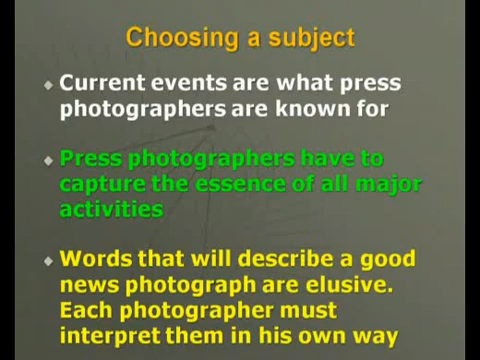 Choosing a subject
Current events are what press
photographers are known for
Press photographers have to
capture the essence of all major
activities
Words that will describe a good
news photograph are elusive.
Each photographer must
interpret them in his own way